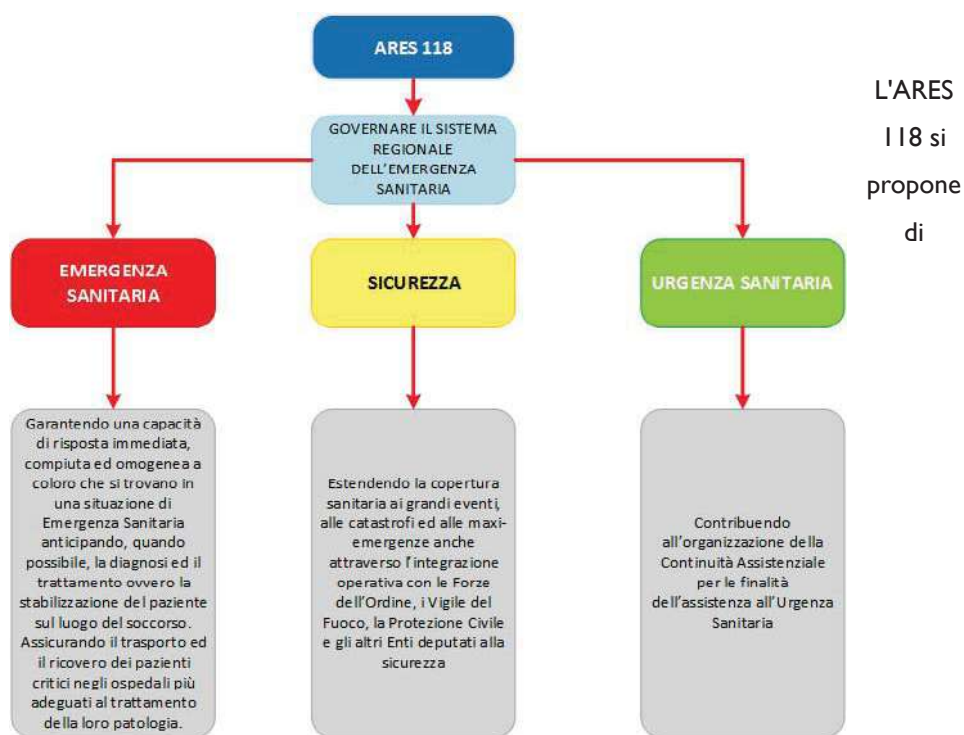 ARES 118
GOVERNARE IL SISTEMA
REGIONALE
DELL'EMERGENZA
SANITARIA
L'ARES
118 si
propone
di
EMERGENZA
SANITARIA
SICUREZZA
URGENZA SANITARIA
Garantendo una capacità
di risposta immediata,
compiuta ed omogenea a
coloro che si trovano in
una situazione di
Emergenza Sanitaria
anticipando, quando
possibile, la diagnosi ed il
trattamento ovvero la
stabilizzazione del paziente
sul luogo del soccorso.
Assicurando il trasporto ed
il ricovero dei pazienti
critici negli ospedali più
adeguati al trattamento
della loro patologia.
Estendendo la copertura
sanitaria ai grandi eventi,
alle catastrofi ed alle maxi-
emergenze anche
attraverso l'integrazione
operativa con le Forze
dell'Ordine, i Vigile del
Fuoco, la Protezione Civile
e gli altri Enti deputati alla
sicurezza
Contribuendo
all'organizzazione della
Continuità Assistenziale
per le finalità
dell'assistenza all'Urgenza
Sanitaria